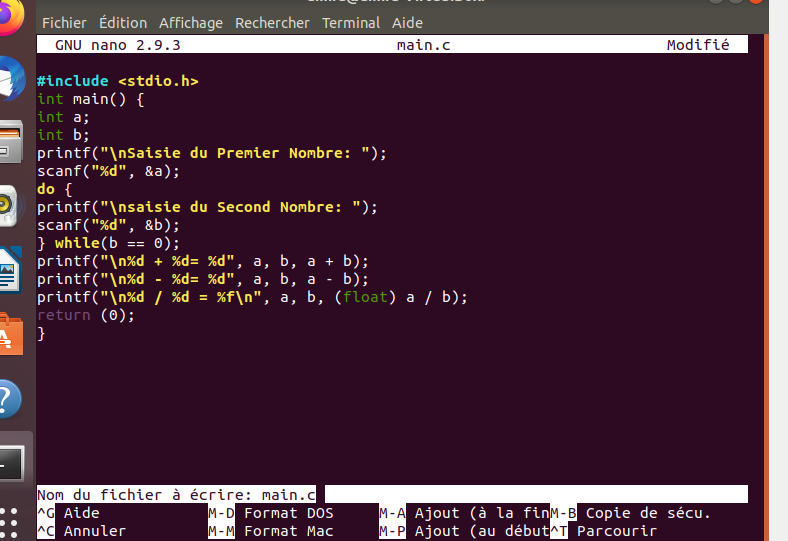 Fichier Édition Affichage Rechercher Terminal Aide
GNU nano 2.9.3 main.c Modifié
#include <stdio.h>
int main() {
int a;
int b;
printf("\nSaisie du Premier Nombre: ");
scanf("%d", &a);
do {
printf("\nsaisie du Second Nombre: ");
scanf("%d", &b);
} while(b == 0);
printf("\n%d + %d= %d", a, b, a + b);
printf("\n%d - %d= %d", a, b, a - b);
printf("\n%d / %d = %f\n", a, b, (float) a / b);
return (0);
}
Nom du fichier à écrire: main.c
^G Aide M-D Format DOS M-A Ajout (à la fin M-B Copie de sécu.
^C Annuler M-M Format Mac M-P Ajout (au début ^T Parcourir